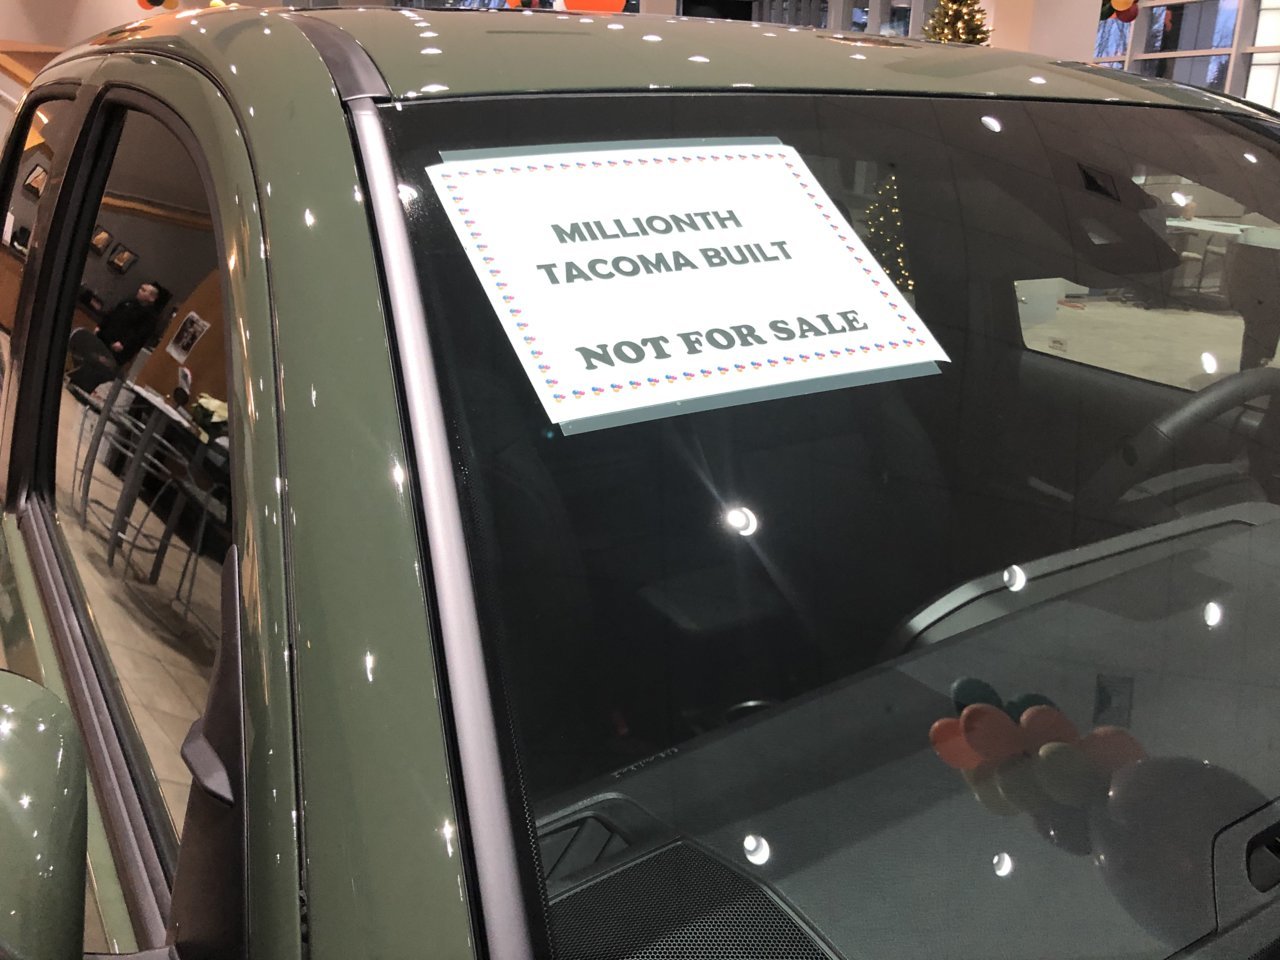 MILLIONTH
TACOMA BUILT
NOT FOR SALE